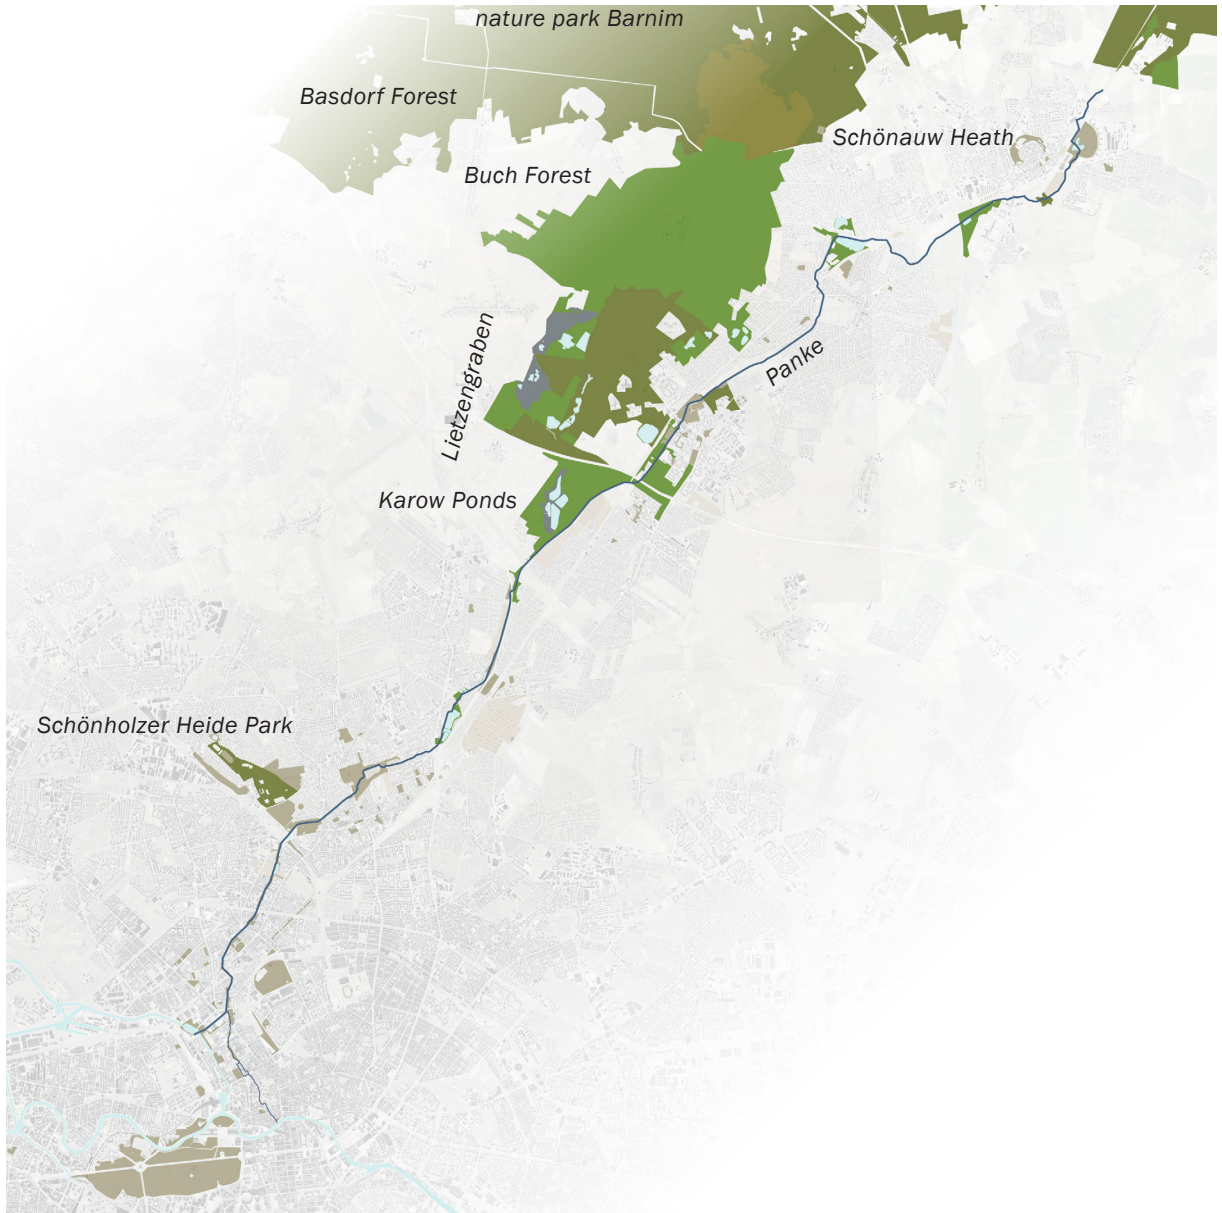 nature park Barnim
Basdorf Forest
Schönauw Heath
Buch Forest
Lietzengraben
Panke
Karow Ponds
Schönholzer Heide Park